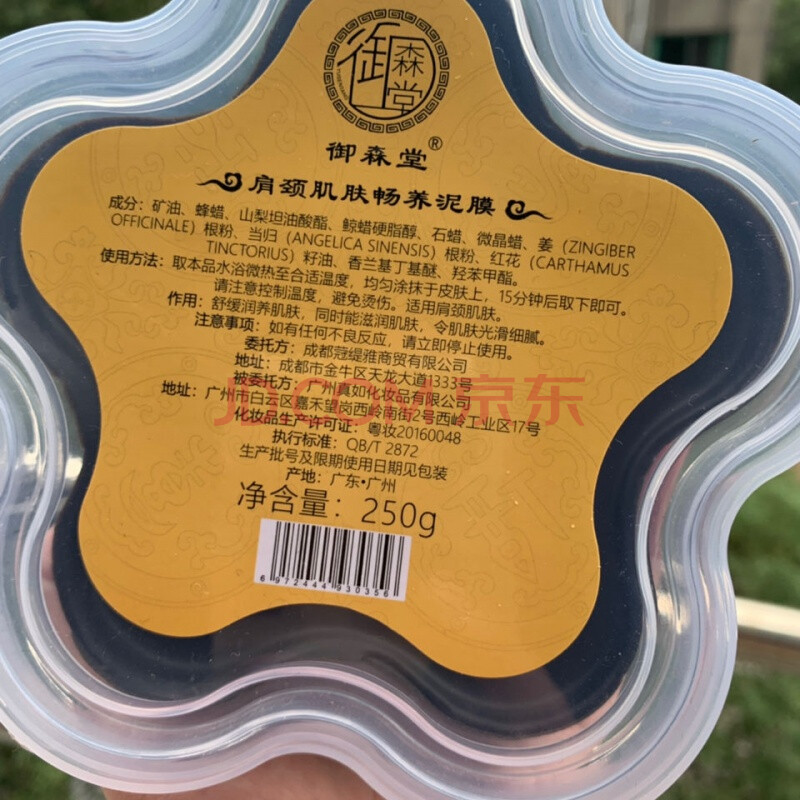 御森堂
御森堂®
肩颈肌肤畅养泥膜
成分：矿油、蜂蜡、山梨坦油酸酯、鲸蜡硬脂醇、石蜡、微晶蜡、姜（ZINGIBER
OFFICINALE）根粉、当归（ANGELICA SINENSIS）根粉、红花（CARTHAMUS
TINCTORIUS）籽油、香兰基丁基醚、羟苯甲酯。
使用方法：取本品水浴微热至合适温度，均匀涂抹于皮肤上，15分钟后取下即可。
请注意控制温度，避免烫伤。适用肩颈肌肤。
作用：舒缓润养肌肤，同时能滋润肌肤，令肌肤光滑细腻。
注意事项：如有任何不良反应，请立即停止使用。
委托方：成都蔻缇雅商贸有限公司
地址：成都市金牛区天龙大道1333号
被委托方：广州真如化妆品有限公司
地址：广州市白云区嘉禾望岗西岭南街2号西岭工业区17号
化妆品生产许可证：粤妆20160048
执行标准：QB/T 2872
生产批号及限期使用日期见包装
产地：广东•广州
净含量：250g
6972444930356
JD.COM 京东